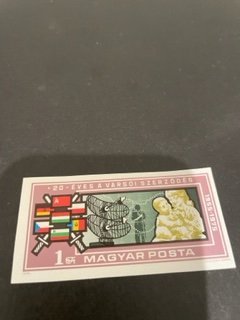 20 ÉVES A VARSÓI SZERZŐDÉS
1955-1975
1 Ft
MAGYAR POSTA